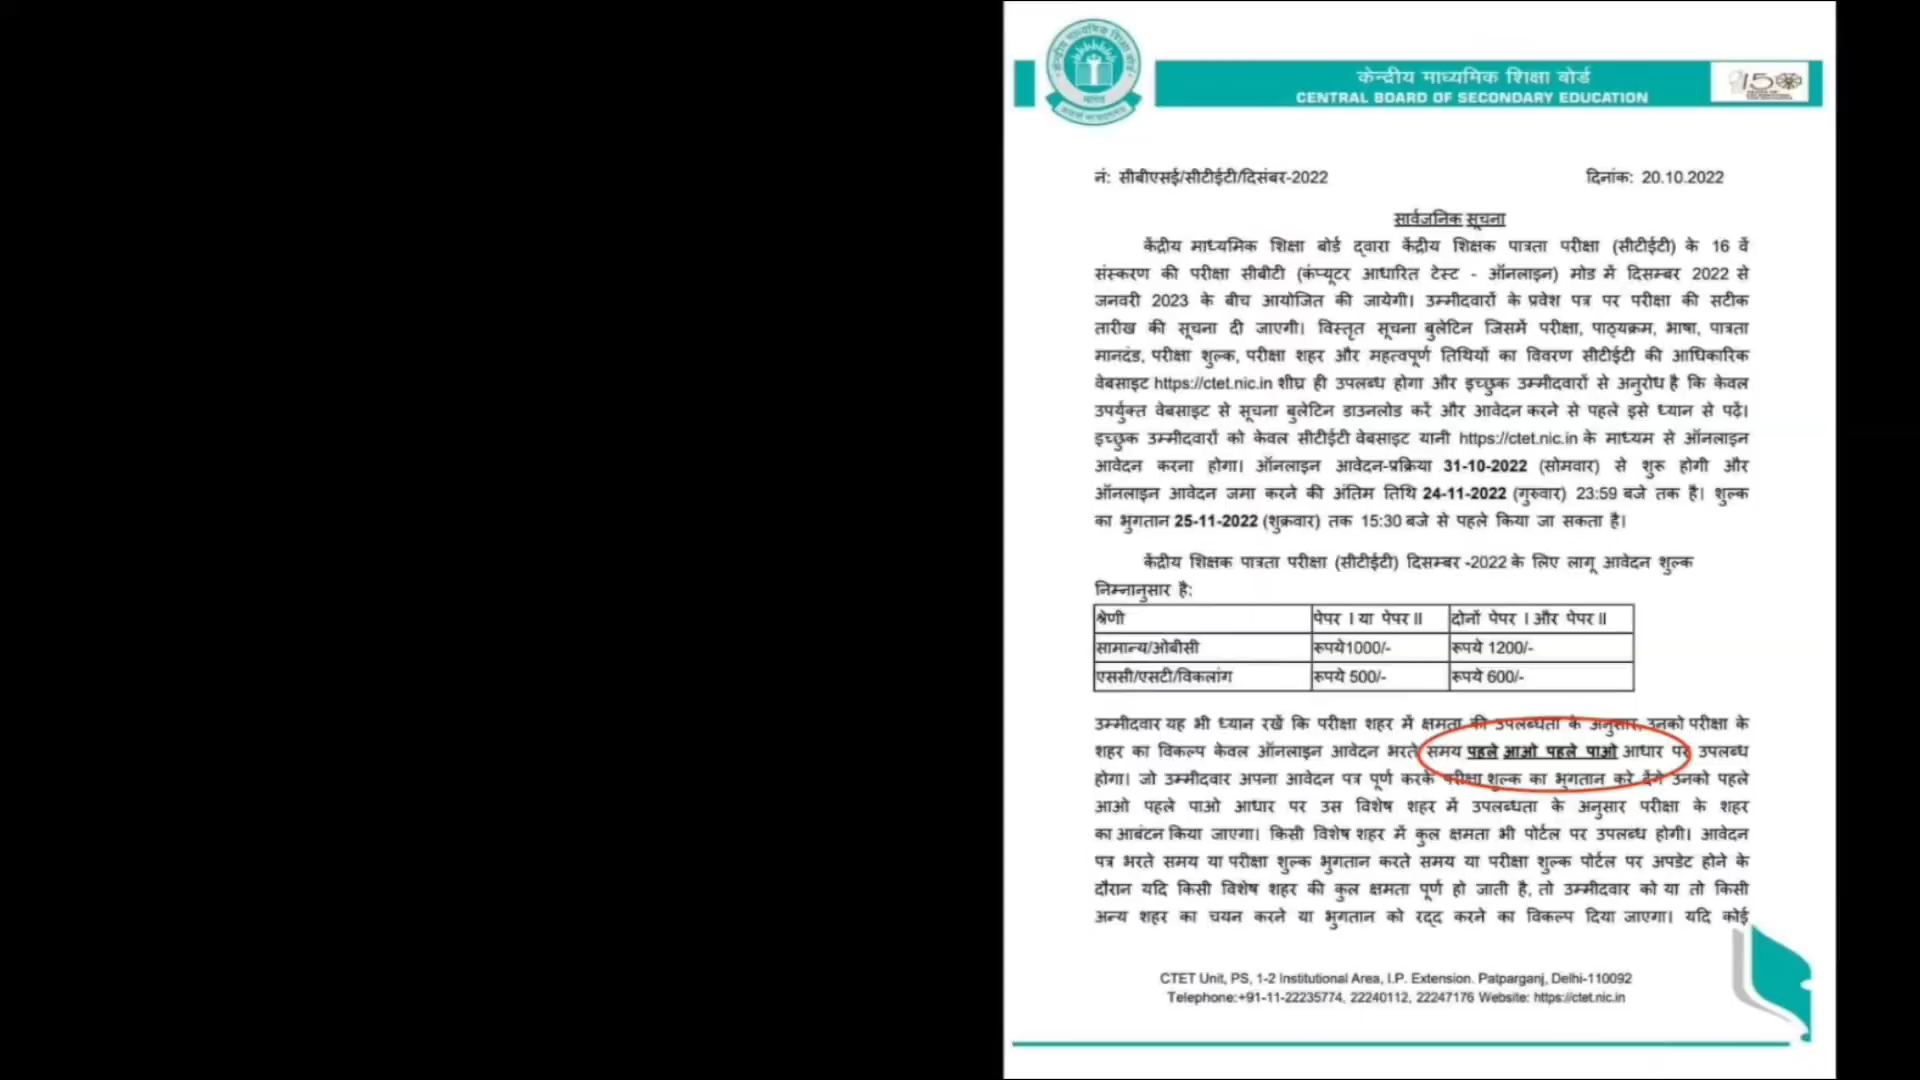 केन्द्रीय माध्यमिक शिक्षा बोर्ड
CENTRAL BOARD OF SECONDARY EDUCATION
भारत
नं: सीबीएसई/सीटीईटी/दिसंबर-2022 दिनांक: 20.10.2022
सार्वजनिक सूचना
केंद्रीय माध्यमिक शिक्षा बोर्ड द्वारा केंद्रीय शिक्षक पात्रता परीक्षा (सीटीईटी) के 16 वें
संस्करण की परीक्षा सीबीटी (कंप्यूटर आधारित टेस्ट - ऑनलाइन) मोड में दिसम्बर 2022 से
जनवरी 2023 के बीच आयोजित की जायेगी। उम्मीदवारों के प्रवेश पत्र पर परीक्षा की सटीक
तारीख की सूचना दी जाएगी। विस्तृत सूचना बुलेटिन जिसमें परीक्षा, पाठ्यक्रम, भाषा, पात्रता
मानदंड, परीक्षा शुल्क, परीक्षा शहर और महत्वपूर्ण तिथियों का विवरण सीटीईटी की आधिकारिक
वेबसाइट https://ctet.nic.in शीघ्र ही उपलब्ध होगा और इच्छुक उम्मीदवारों से अनुरोध है कि केवल
उपर्युक्त वेबसाइट से सूचना बुलेटिन डाउनलोड करें और आवेदन करने से पहले इसे ध्यान से पढ़ें।
इच्छुक उम्मीदवारों को केवल सीटीईटी वेबसाइट यानी https://ctet.nic.in के माध्यम से ऑनलाइन
आवेदन करना होगा। ऑनलाइन आवेदन-प्रक्रिया 31-10-2022 (सोमवार) से शुरू होगी और
ऑनलाइन आवेदन जमा करने की अंतिम तिथि 24-11-2022 (गुरुवार) 23:59 बजे तक है। शुल्क
का भुगतान 25-11-2022 (शुक्रवार) तक 15:30 बजे से पहले किया जा सकता है।
केंद्रीय शिक्षक पात्रता परीक्षा (सीटीईटी) दिसम्बर -2022 के लिए लागू आवेदन शुल्क
निम्नानुसार है:
श्रेणी पेपर I या पेपर II दोनों पेपर I और पेपर II
सामान्य/ओबीसी रूपये1000/- रूपये 1200/-
एससी/एसटी/विकलांग रूपये 500/- रूपये 600/-
उम्मीदवार यह भी ध्यान रखें कि परीक्षा शहर में क्षमता की उपलब्धता के अनुसार, उनको परीक्षा के
शहर का विकल्प केवल ऑनलाइन आवेदन भरते समय पहले आओ पहले पाओ आधार पर उपलब्ध
होगा। जो उम्मीदवार अपना आवेदन पत्र पूर्ण करके परीक्षा शुल्क का भुगतान करे देंगे उनको पहले
आओ पहले पाओ आधार पर उस विशेष शहर में उपलब्धता के अनुसार परीक्षा के शहर
का आबंटन किया जाएगा। किसी विशेष शहर में कुल क्षमता भी पोर्टल पर उपलब्ध होगी। आवेदन
पत्र भरते समय या परीक्षा शुल्क भुगतान करते समय या परीक्षा शुल्क पोर्टल पर अपडेट होने के
दौरान यदि किसी विशेष शहर की कुल क्षमता पूर्ण हो जाती है, तो उम्मीदवार को या तो किसी
अन्य शहर का चयन करने या भुगतान को रद्द करने का विकल्प दिया जाएगा। यदि कोई
CTET Unit, PS, 1-2 Institutional Area, I.P. Extension. Patparganj, Delhi-110092
Telephone:+91-11-22235774, 22240112, 22247176 Website: https://ctet.nic.in